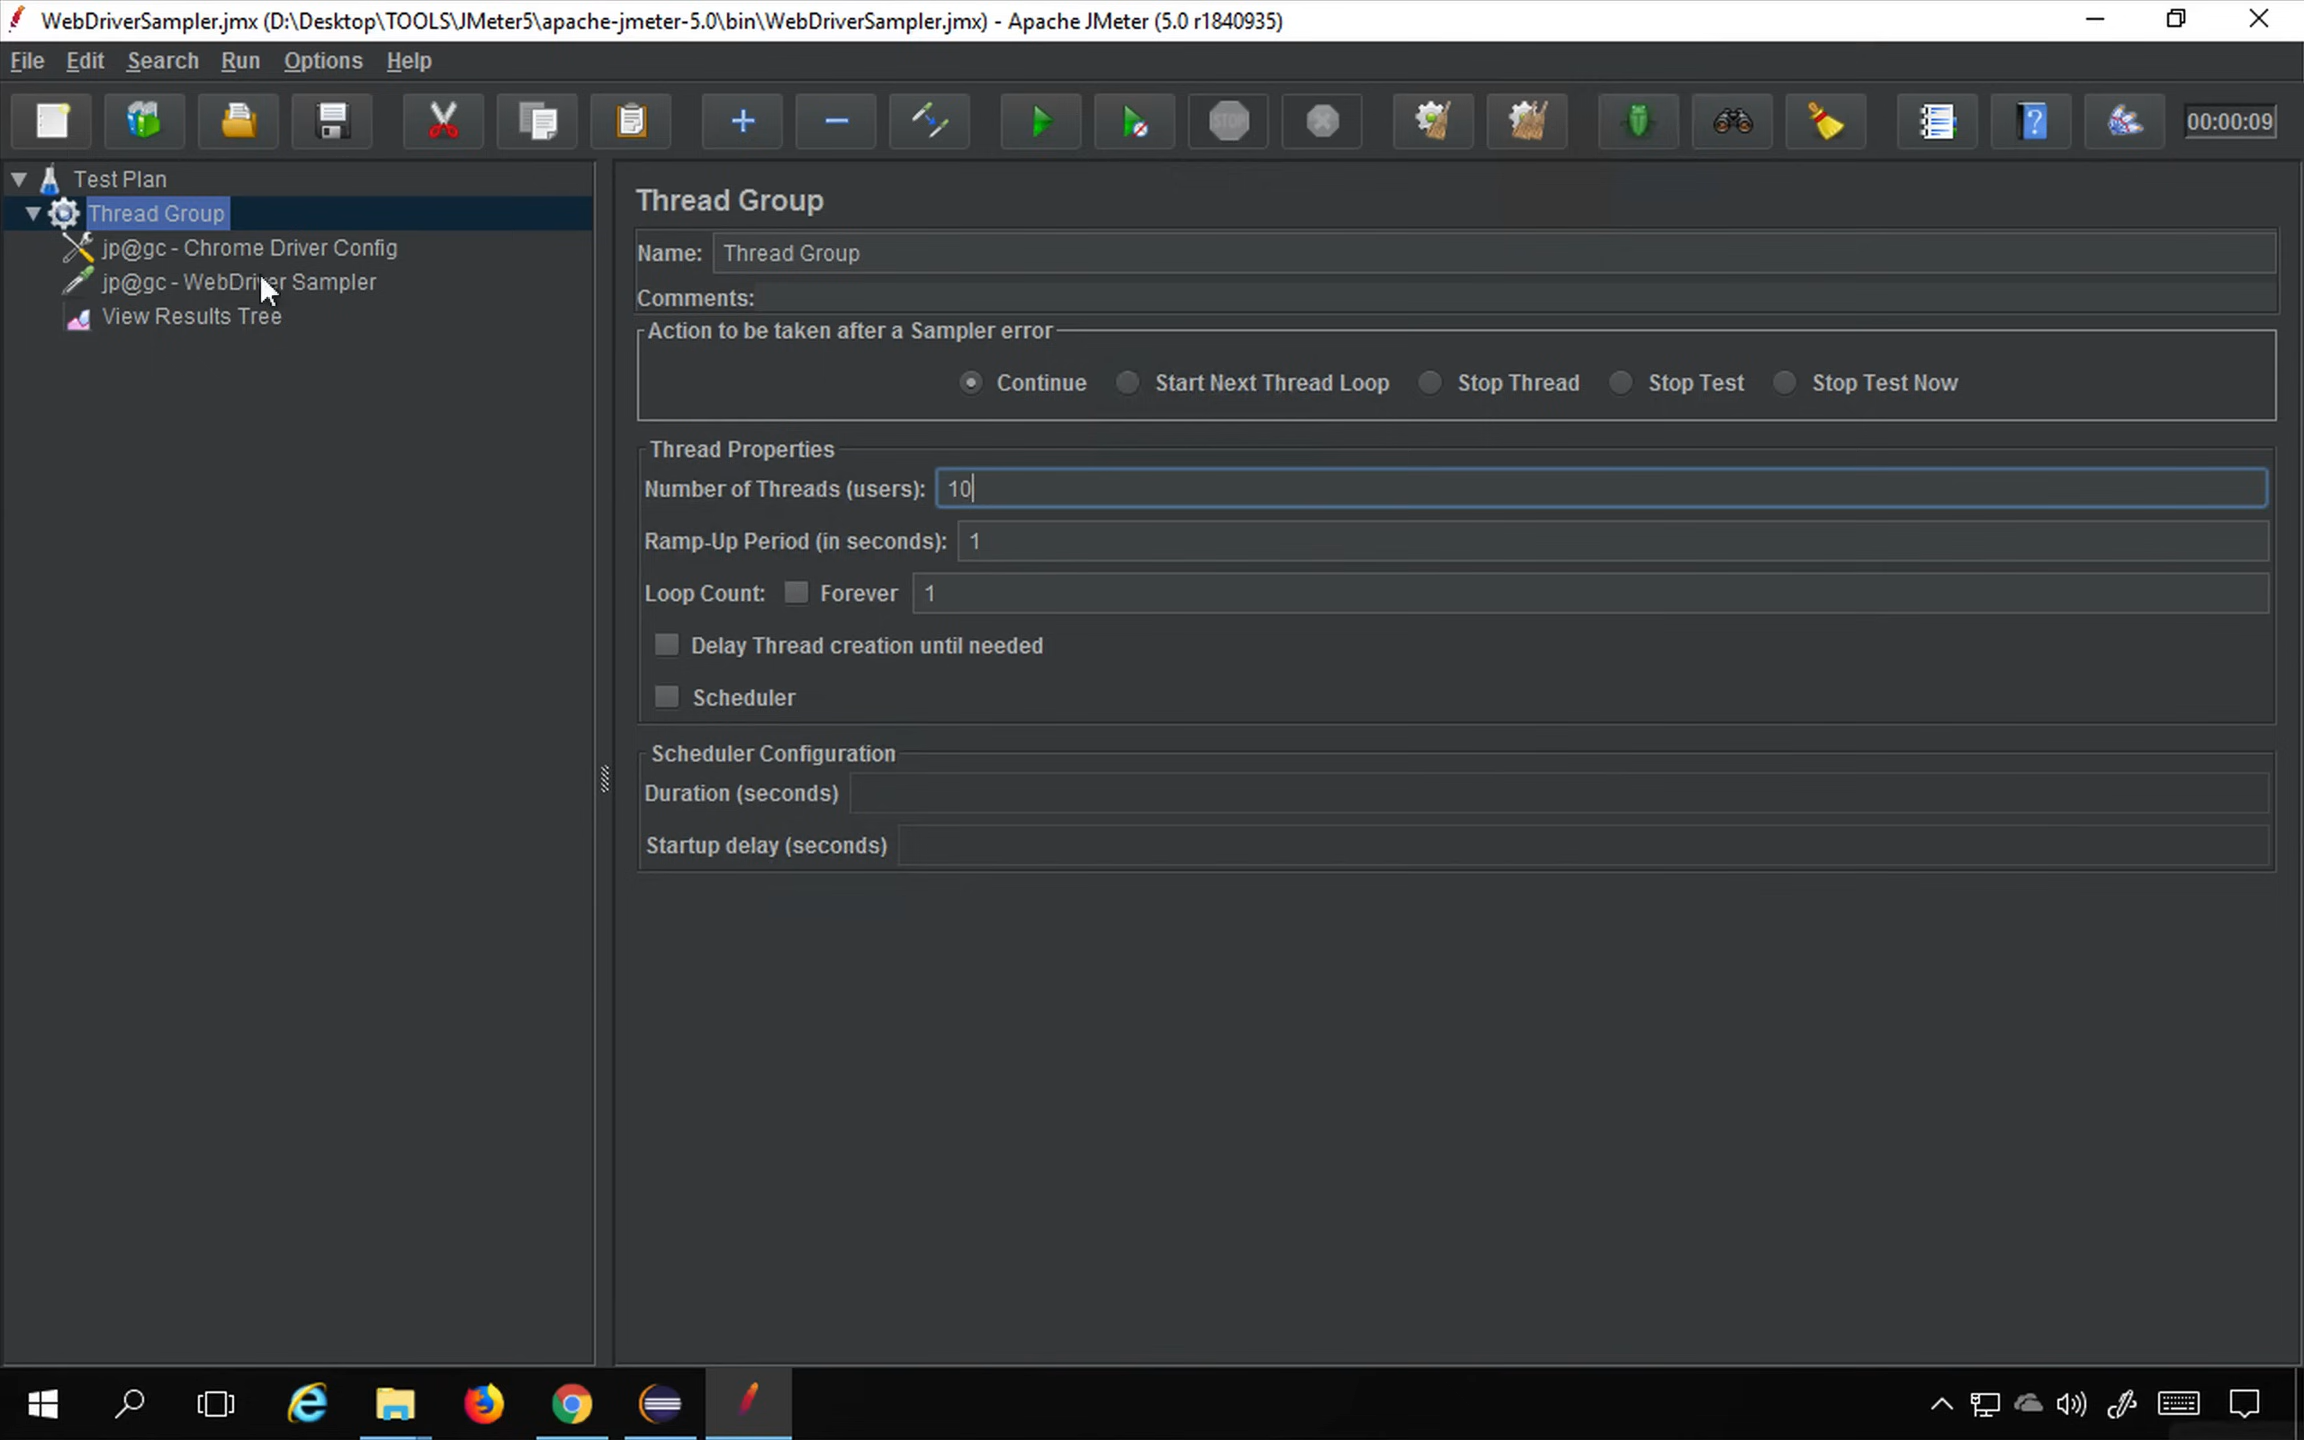 WebDriverSampler.jmx (D:\Desktop\TOOLS\JMeter5\apache-jmeter-5.0\bin\WebDriverSampler.jmx) - Apache JMeter (5.0 r1840935)
File Edit Search Run Options Help
STOP
00:00:09
Test Plan
Thread Group
jp@gc - Chrome Driver Config
jp@gc - WebDriver Sampler
View Results Tree
Thread Group
Name: Thread Group
Comments:
Action to be taken after a Sampler error
Continue Start Next Thread Loop Stop Thread Stop Test Stop Test Now
Thread Properties
Number of Threads (users): 10
Ramp-Up Period (in seconds): 1
Loop Count: Forever 1
Delay Thread creation until needed
Scheduler
Scheduler Configuration
Duration (seconds)
Startup delay (seconds)